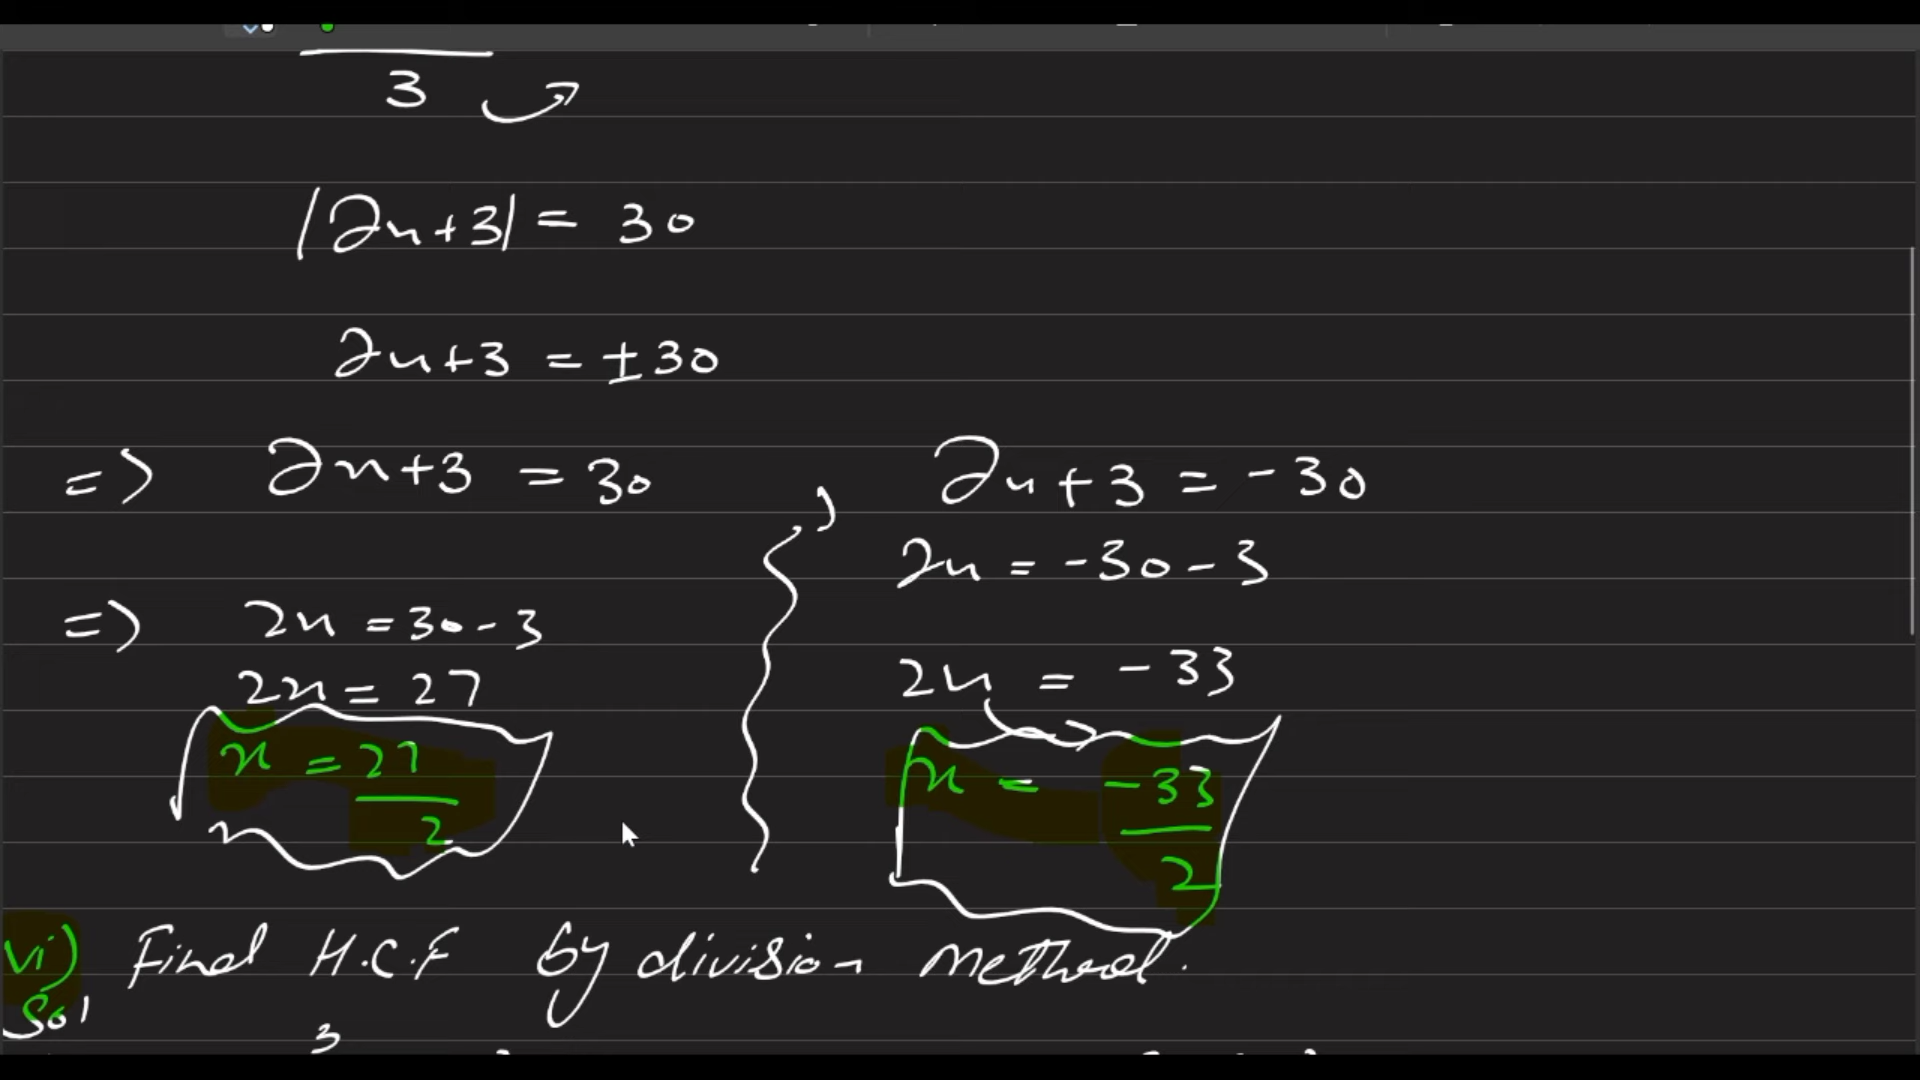 3
|2x+3| = 30
2x+3 = ±30
=> 2x+3 = 30 , 2x+3 = -30
2x = -30-3
=> 2x = 30-3
2x = -33
2x = 27
x = 27/2
x = -33/2
vi) Find H.C.F by division method.
Sol
3